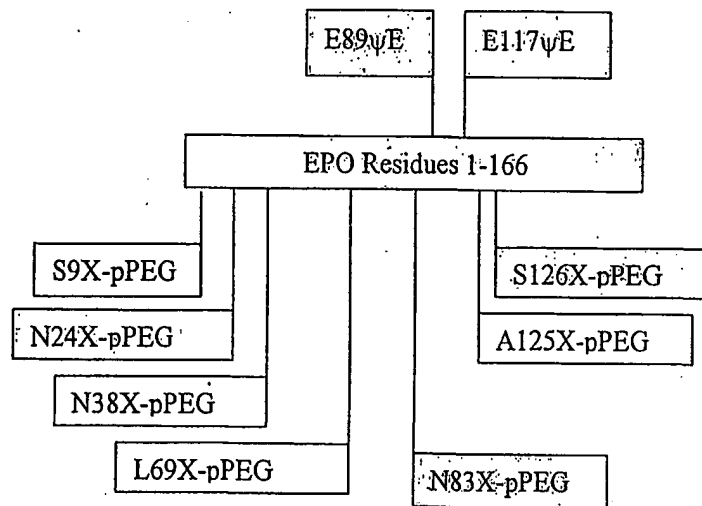 E89ψE
E117ψE
EPO Residues 1-166
S9X-pPEG
S126X-pPEG
N24X-pPEG
A125X-pPEG
N38X-pPEG
L69X-pPEG
N83X-pPEG